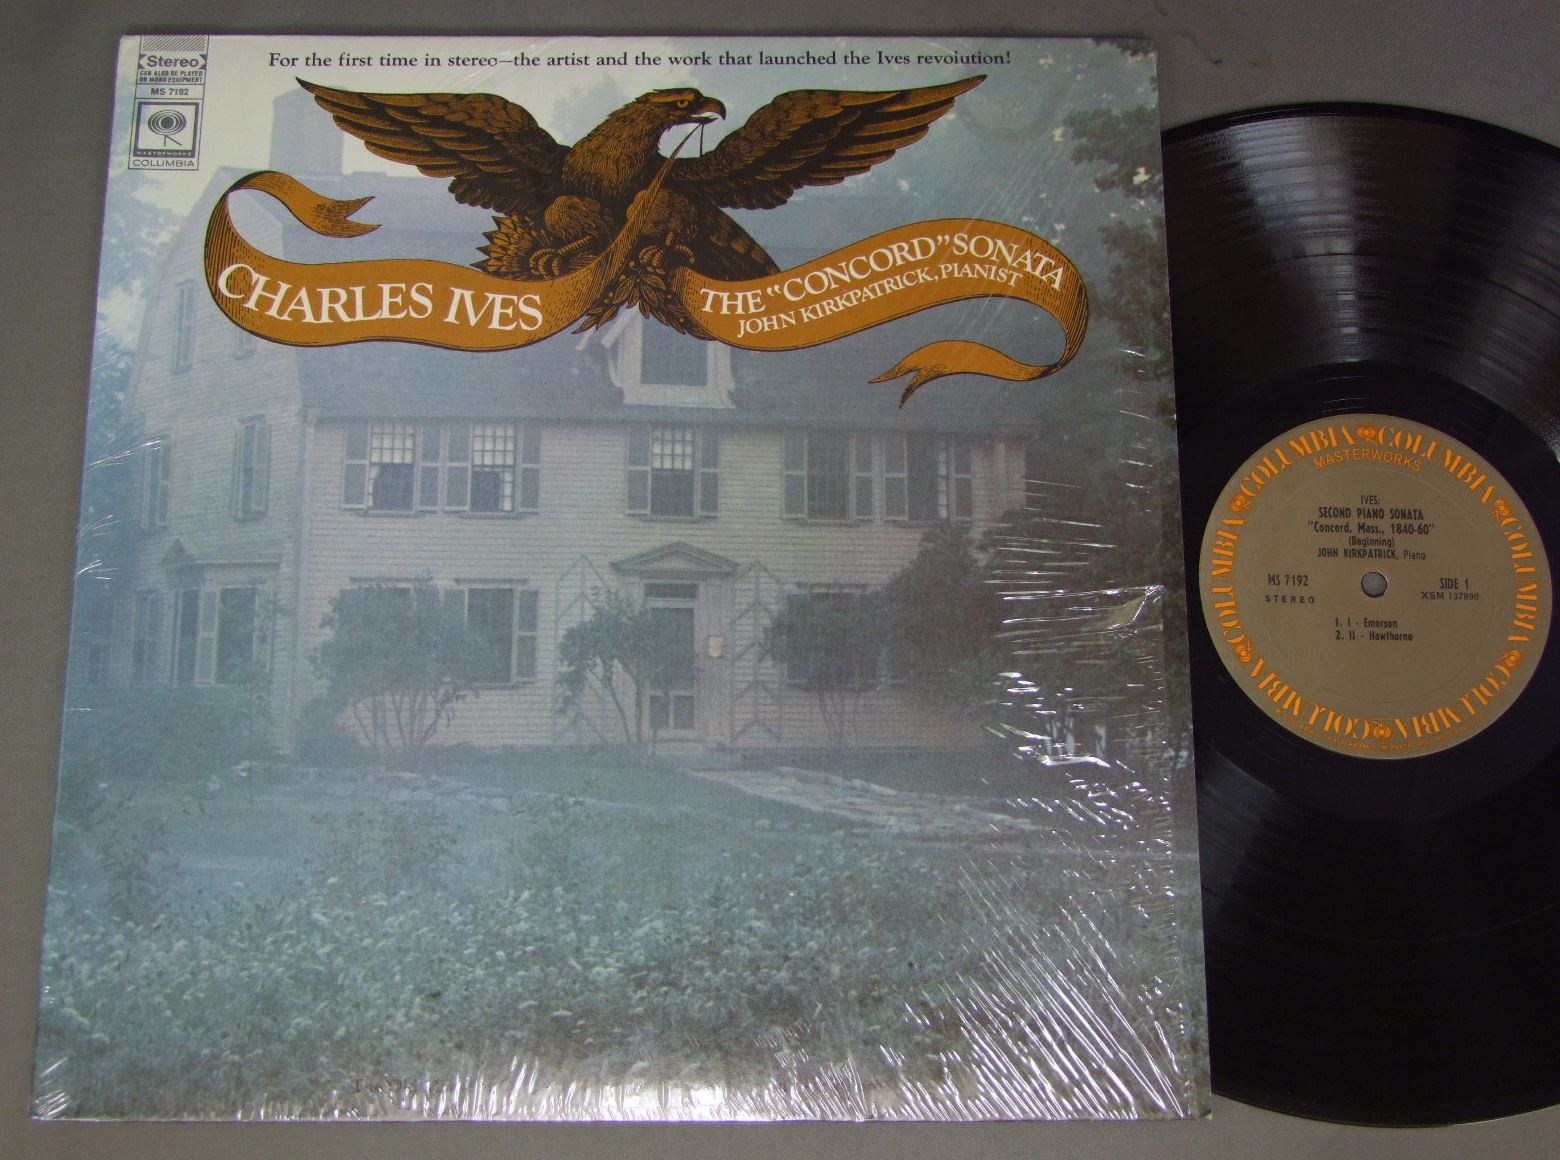 For the first time in stereo—the artist and the work that launched the Ives revolution!
Stereo
CAN ALSO BE PLAYED
ON MONO EQUIPMENT
MS 7192
MASTERWORKS
COLUMBIA
CHARLES IVES
THE "CONCORD" SONATA
JOHN KIRKPATRICK, PIANIST
COLUMBIA COLUMBIA COLUMBIA COLUMBIA COLUMBIA COLUMBIA
MASTERWORKS
IVES:
SECOND PIANO SONATA
"Concord, Mass., 1840-60"
(Beginning)
JOHN KIRKPATRICK, Piano
MS 7192
SIDE 1
STEREO
XSM 137890
1. I - Emerson
2. II - Hawthorne